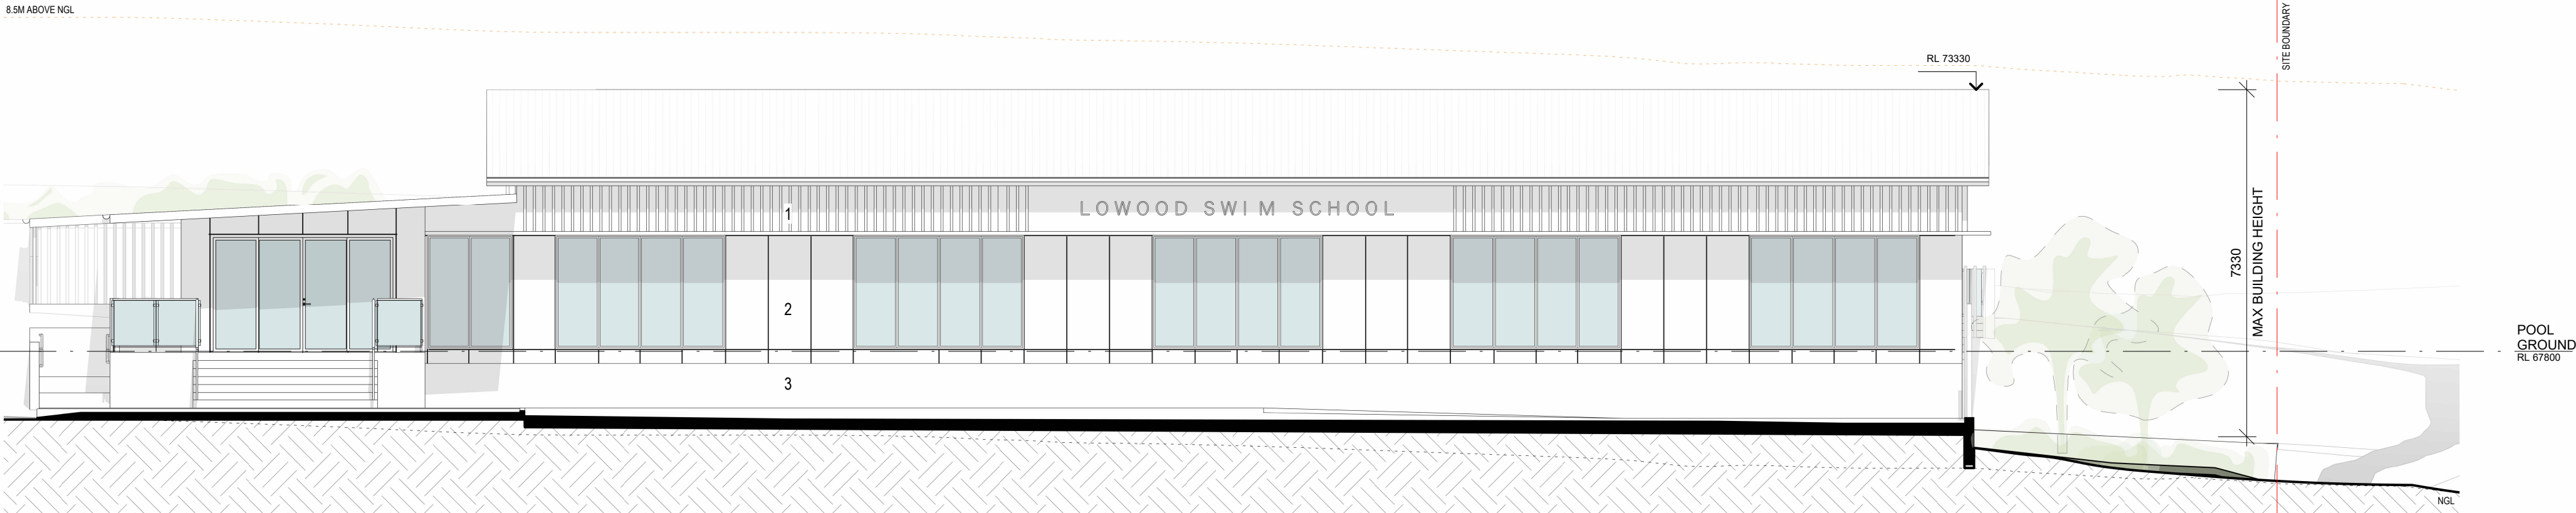 8.5M ABOVE NGL
SITE BOUNDARY
RL 73330
1
LOWOOD SWIM SCHOOL
7330
MAX BUILDING HEIGHT
2
POOL
GROUND
RL 67800
3
NGL